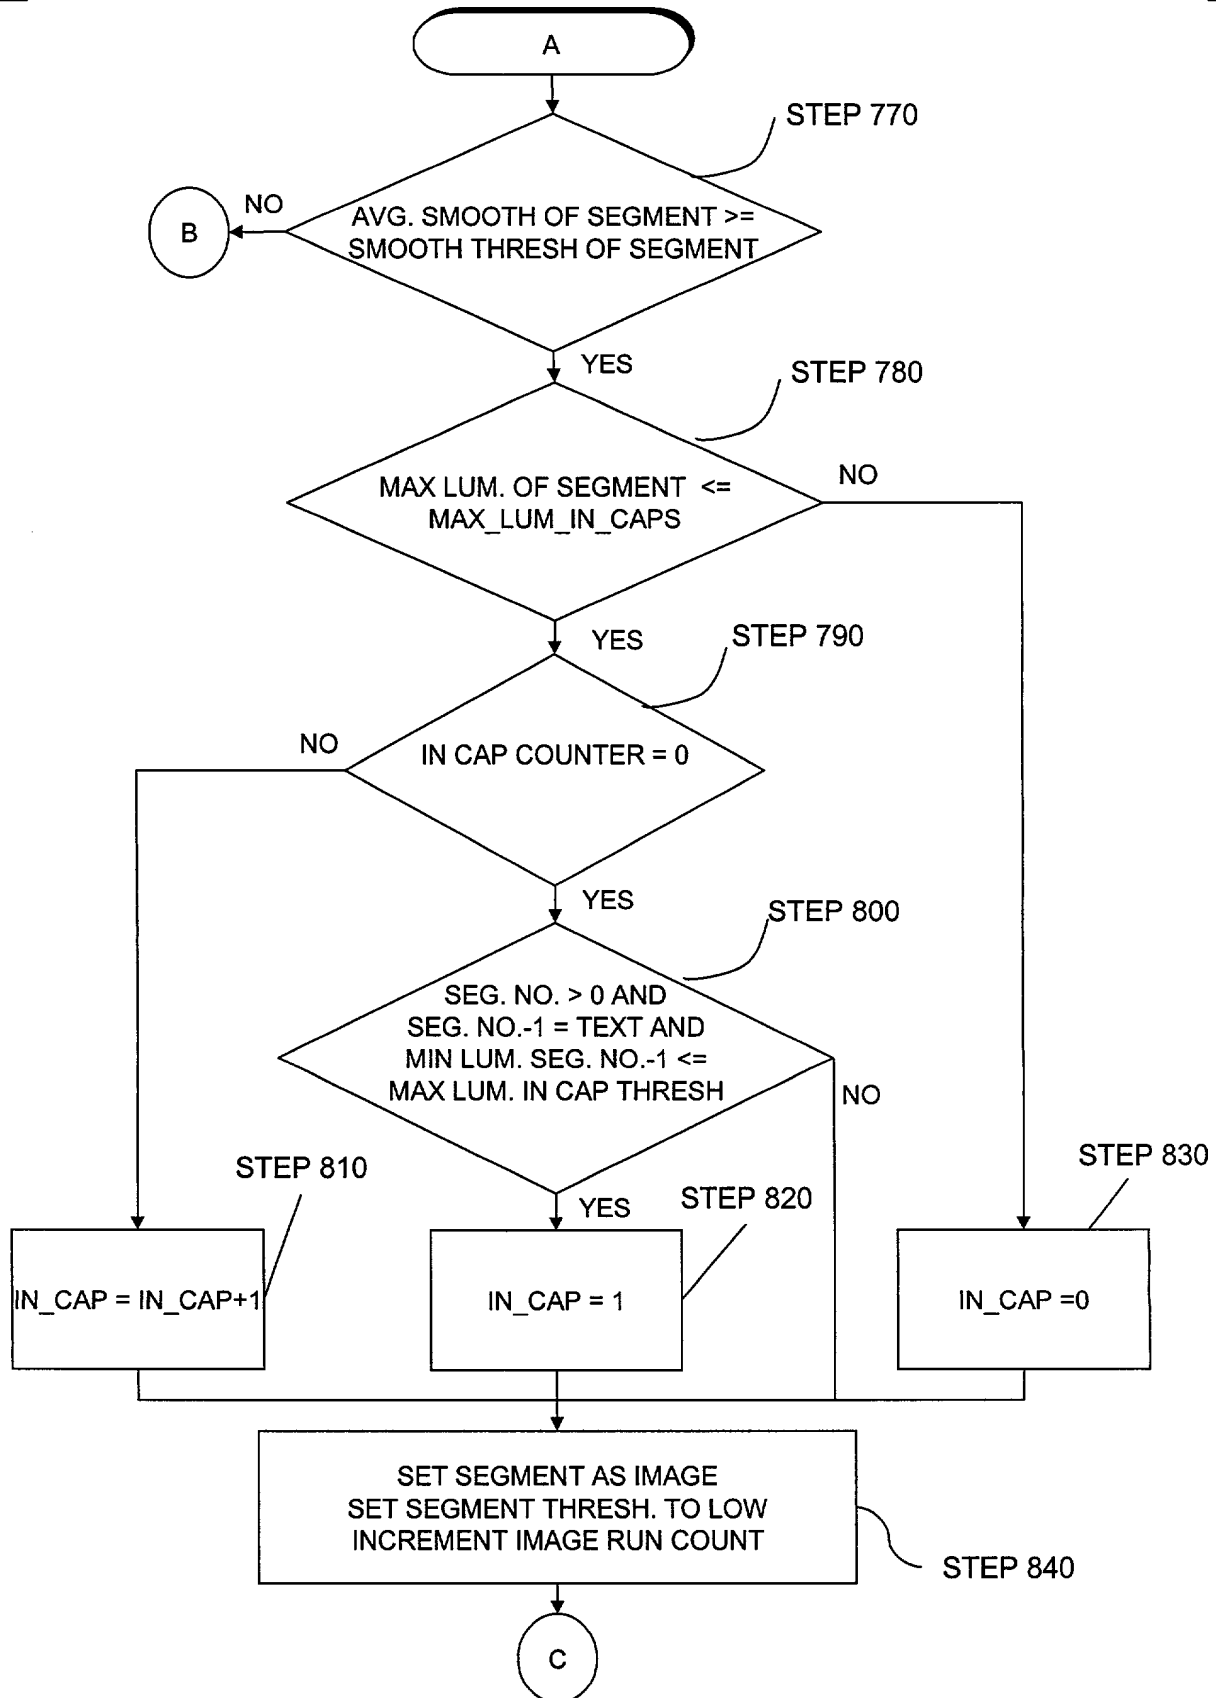 A
STEP 770
NO
B
AVG. SMOOTH OF SEGMENT >=
SMOOTH THRESH OF SEGMENT
YES
STEP 780
NO
MAX LUM. OF SEGMENT <=
MAX_LUM_IN_CAPS
YES
STEP 790
NO
IN CAP COUNTER = 0
YES
STEP 800
SEG. NO. > 0 AND
SEG. NO.-1 = TEXT AND
MIN LUM. SEG. NO.-1 <=
MAX LUM. IN CAP THRESH
NO
STEP 810
YES
STEP 820
STEP 830
IN_CAP = IN_CAP+1
IN_CAP = 1
IN_CAP =0
SET SEGMENT AS IMAGE
SET SEGMENT THRESH. TO LOW
INCREMENT IMAGE RUN COUNT
STEP 840
C